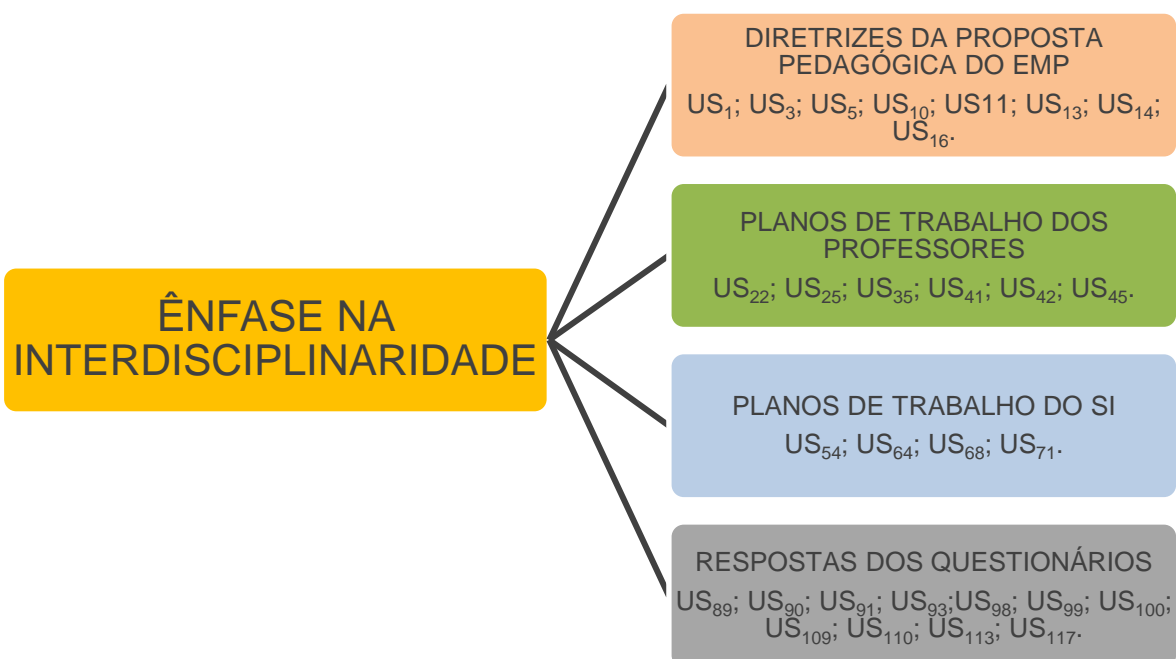 ÊNFASE NA
INTERDISCIPLINARIDADE
DIRETRIZES DA PROPOSTA
PEDAGÓGICA DO EMP
US₁; US₃; US₅; US₁₀; US11; US₁₃; US₁₄;
US₁₆.
PLANOS DE TRABALHO DOS
PROFESSORES
US₂₂; US₂₅; US₃₅; US₄₁; US₄₂; US₄₅.
PLANOS DE TRABALHO DO SI
US₅₄; US₆₄; US₆₈; US₇₁.
RESPOSTAS DOS QUESTIONÁRIOS
US₈₉; US₉₀; US₉₁; US₉₃;US₉₈; US₉₉; US₁₀₀;
US₁₀₉; US₁₁₀; US₁₁₃; US₁₁₇.